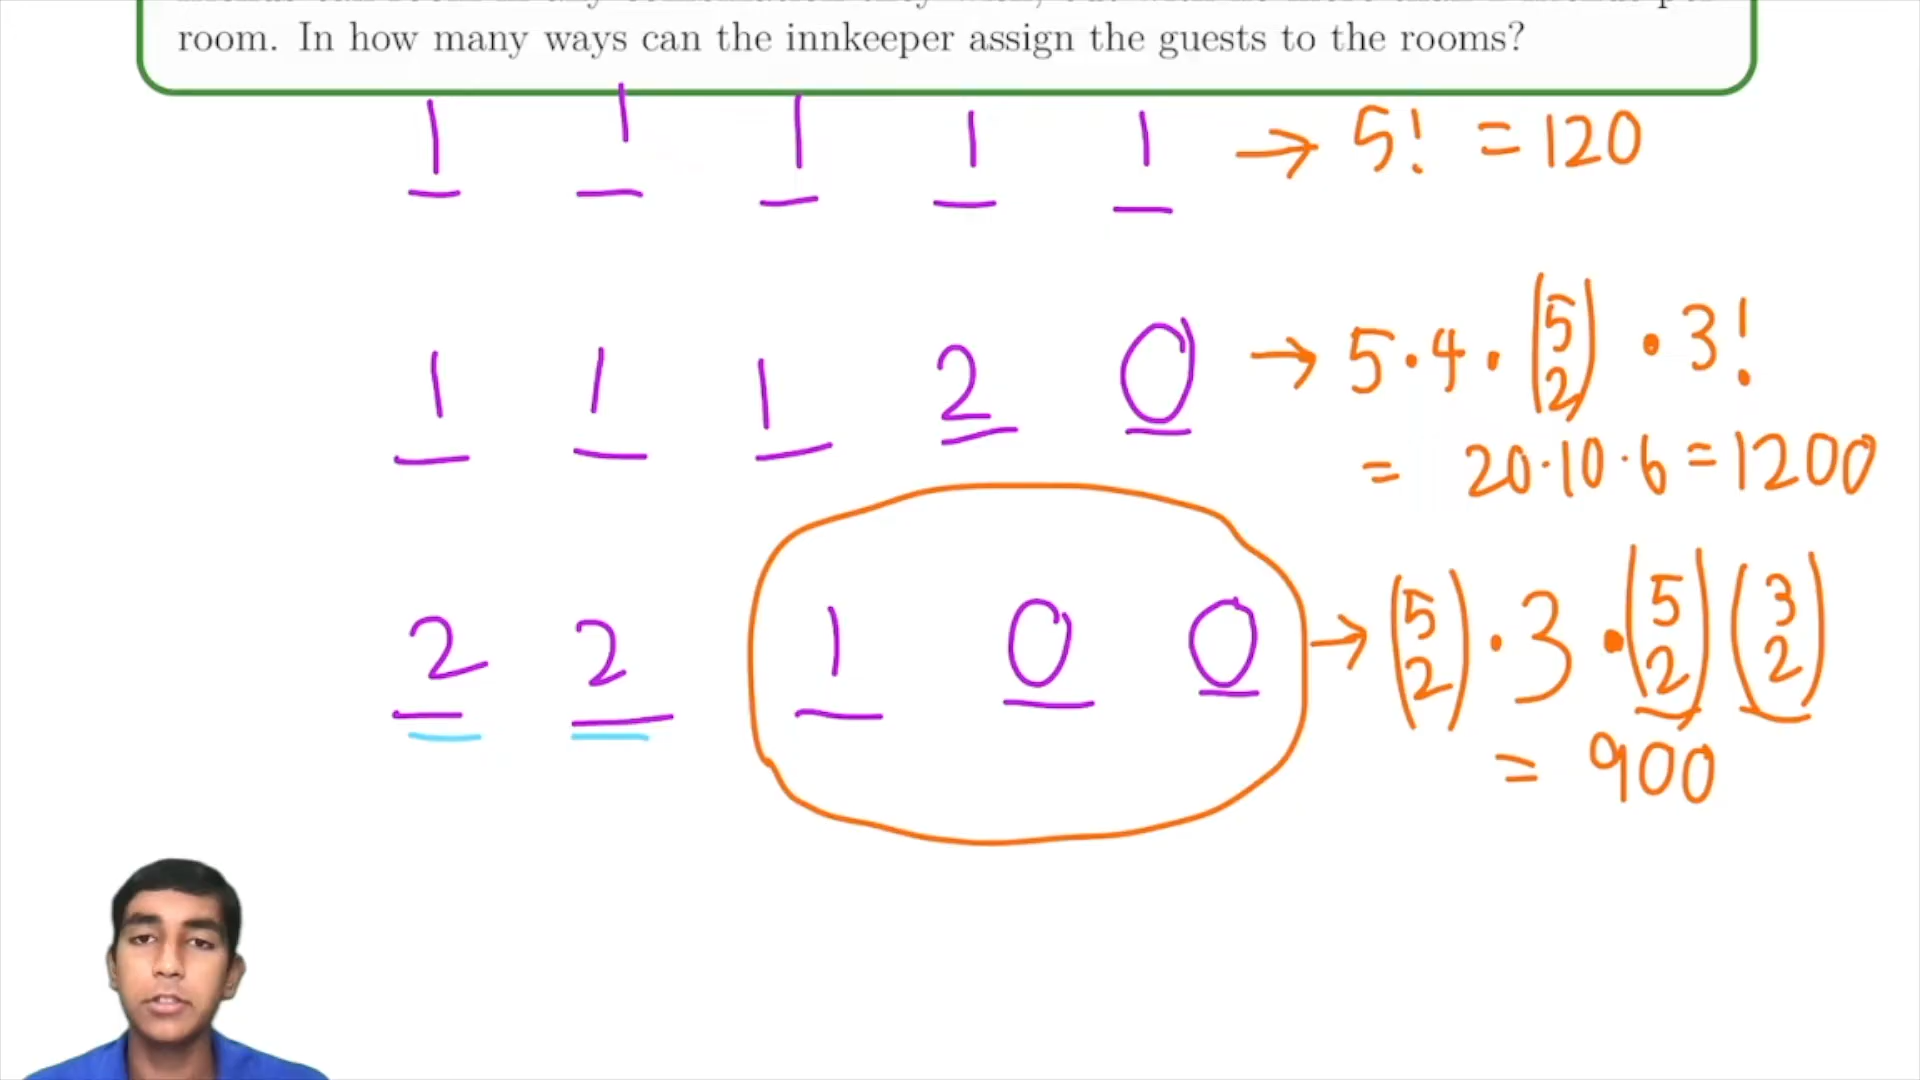 room. In how many ways can the innkeeper assign the guests to the rooms?
1 1 1 1 1 → 5! = 120
1 1 1 2 0 → 5 · 4 · (5 2) · 3!
= 20 · 10 · 6 = 1200
2 2 1 0 0 → (5 2) · 3 · (5 2) (3 2)
= 900